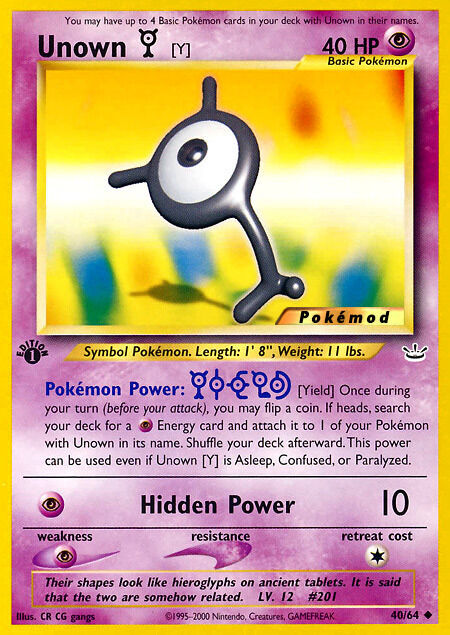 You may have up to 4 Basic Pokémon cards in your deck with Unown in their names.
Unown [Y] 40 HP
Basic Pokémon
Pokémod
EDITION 1
Symbol Pokémon. Length: 1' 8", Weight: 11 lbs.
Pokémon Power: YIELD [Yield] Once during
your turn (before your attack), you may flip a coin. If heads, search
your deck for a Energy card and attach it to 1 of your Pokémon
with Unown in its name. Shuffle your deck afterward. This power
can be used even if Unown [Y] is Asleep, Confused, or Paralyzed.
Hidden Power 10
weakness resistance retreat cost
Their shapes look like hieroglyphs on ancient tablets. It is said
that the two are somehow related. LV. 12 #201
Illus. CR CG gangs ©1995-2000 Nintendo, Creatures, GAMEFREAK. 40/64